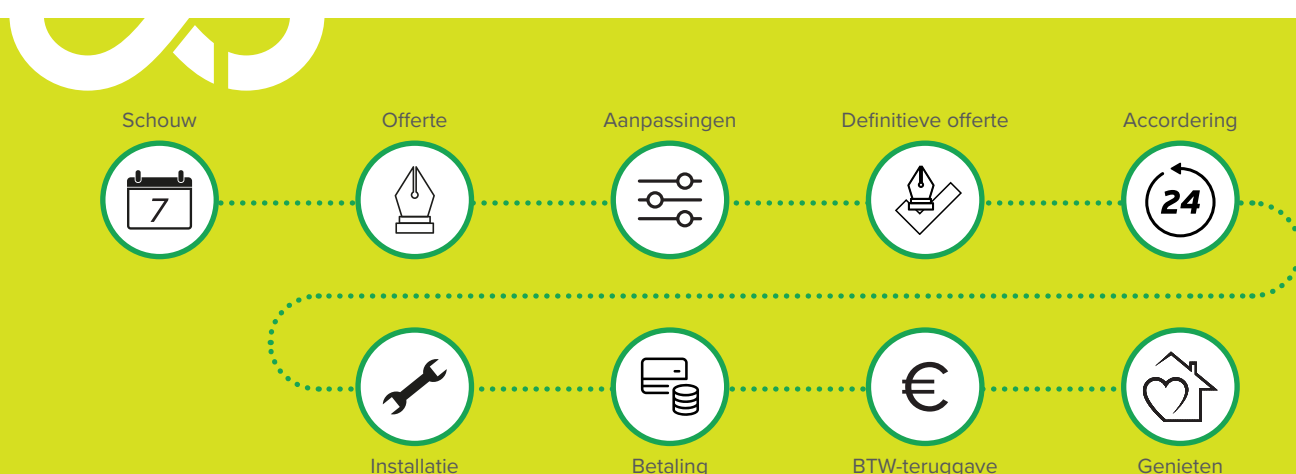 Schouw
Offerte
Aanpassingen
Definitieve offerte
Accordering
7
24
€
Installatie
Betaling
BTW-teruggave
Genieten